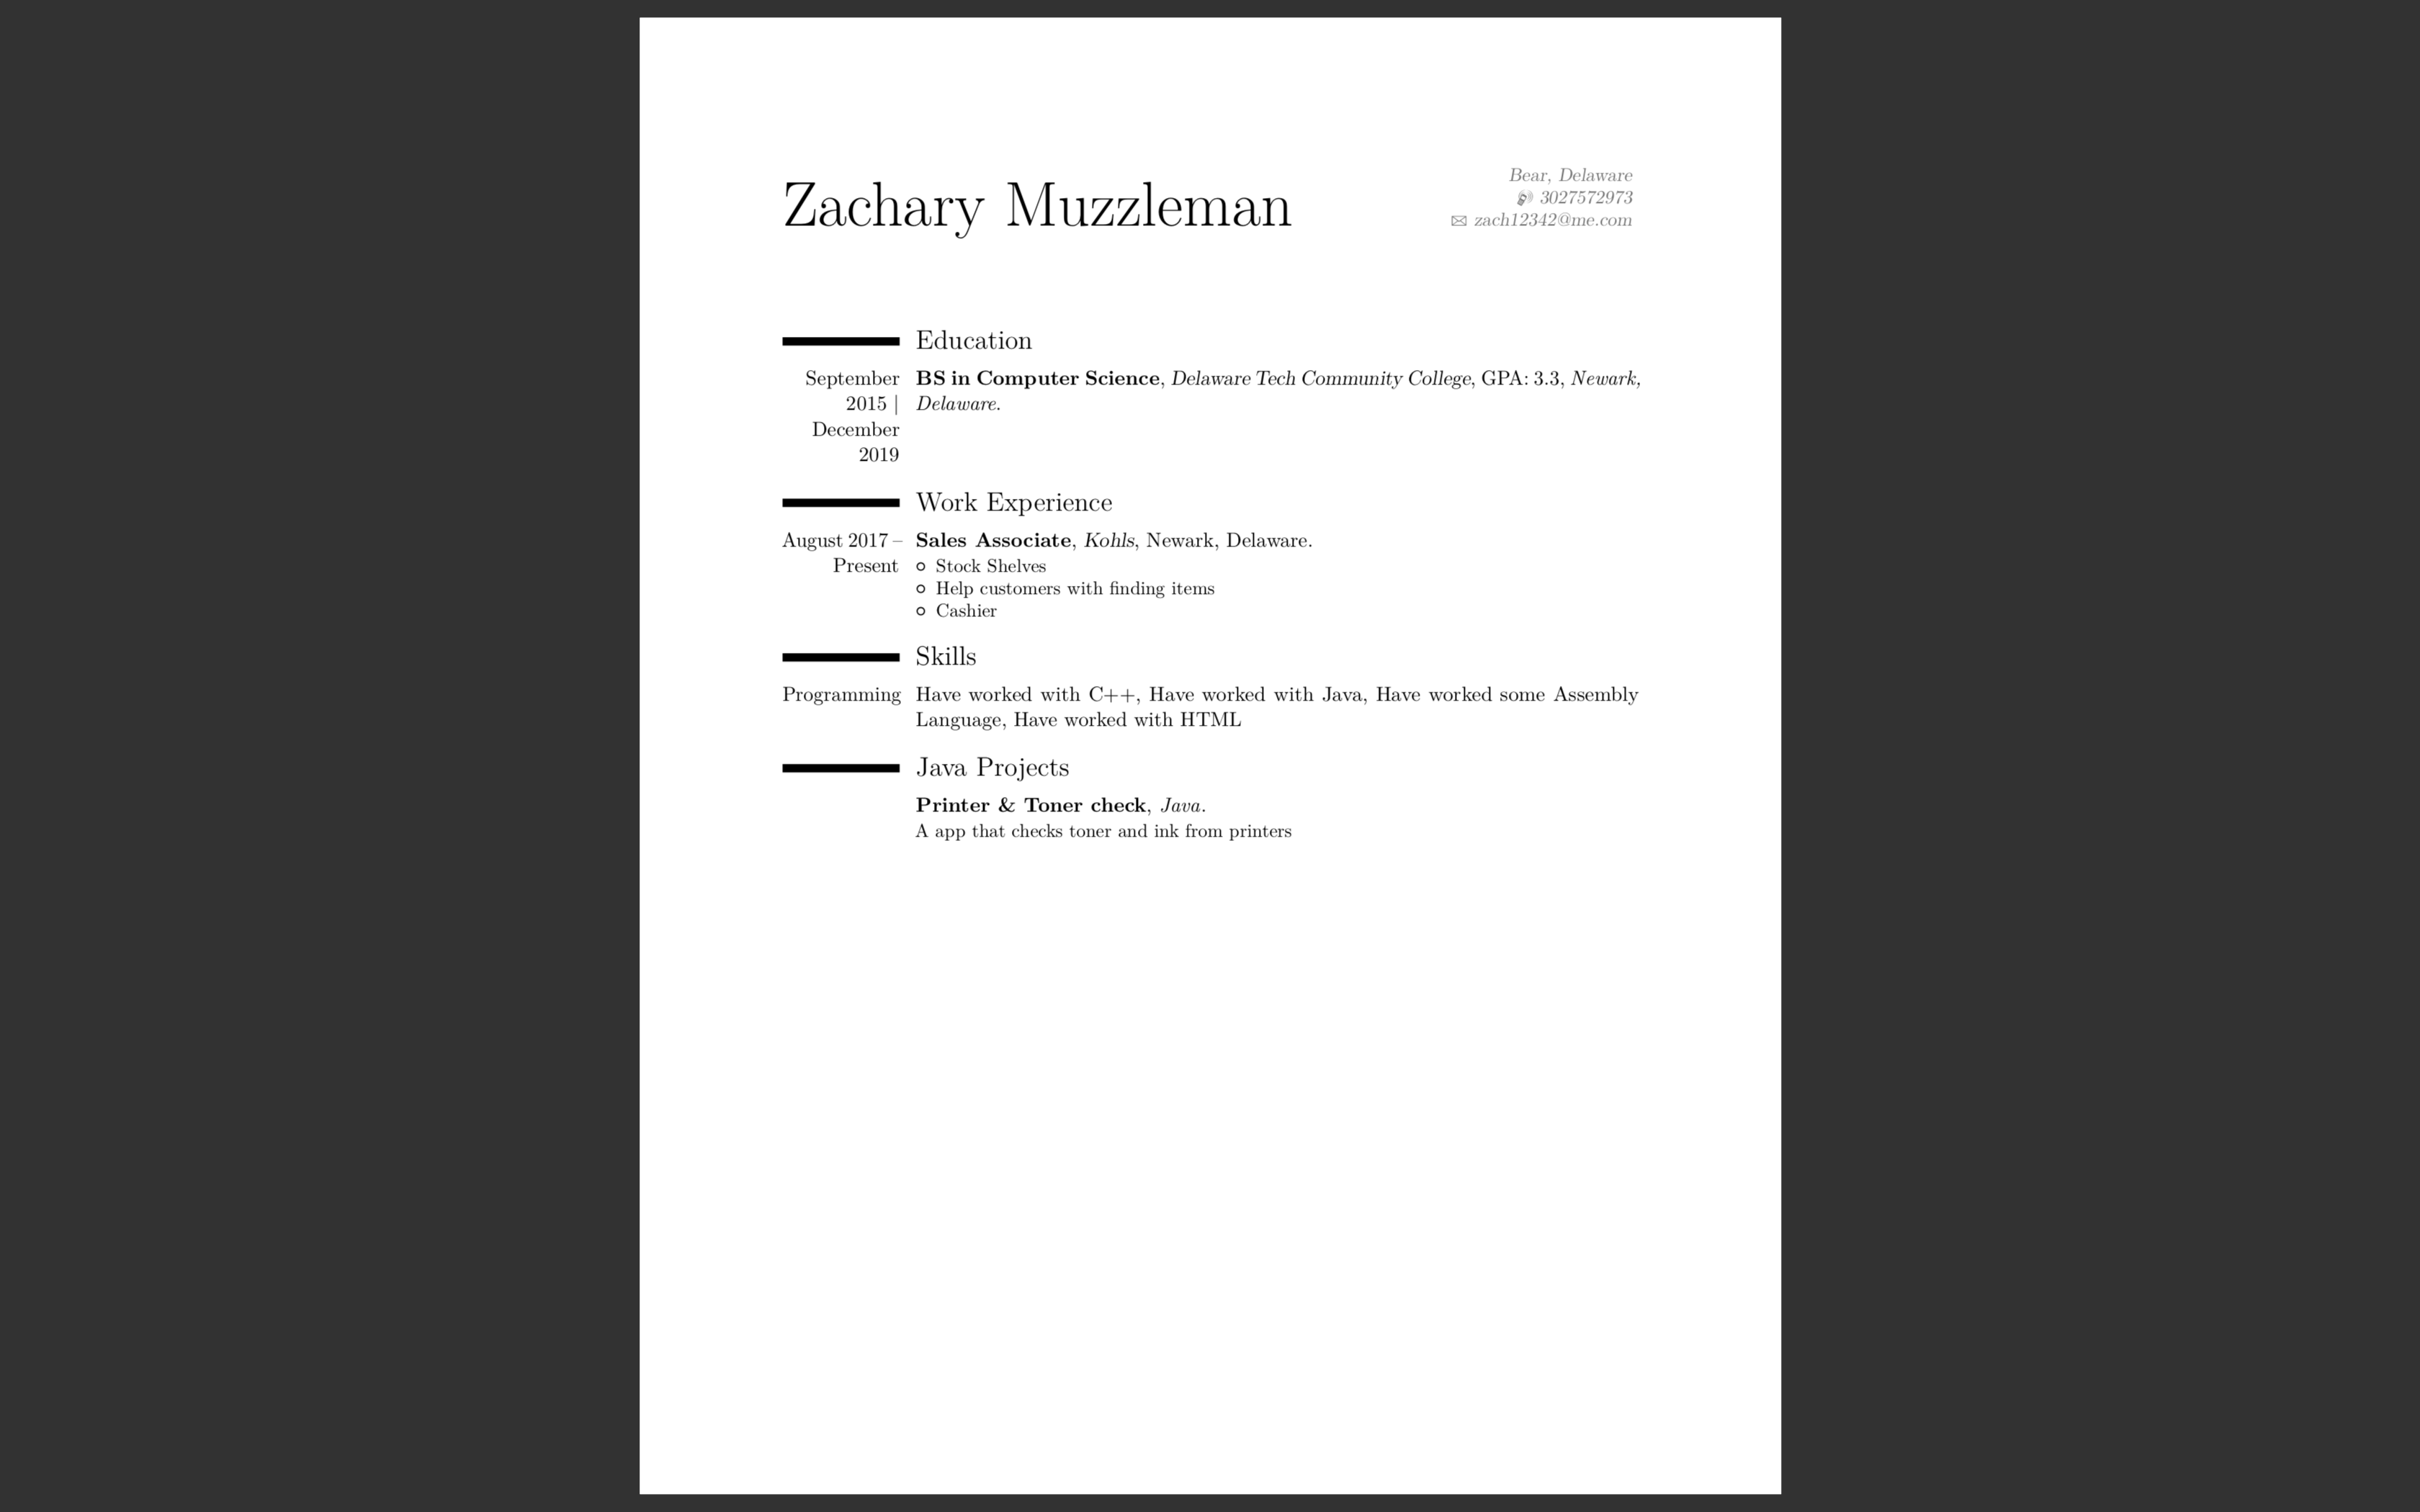 Zachary Muzzleman
Bear, Delaware
3027572973
zach12342@me.com
Education
September 2015 | December 2019
BS in Computer Science, Delaware Tech Community College, GPA: 3.3, Newark,
Delaware.
Work Experience
August 2017 –
Present
Sales Associate, Kohls, Newark, Delaware.
Stock Shelves
Help customers with finding items
Cashier
Skills
Programming
Have worked with C++, Have worked with Java, Have worked some Assembly
Language, Have worked with HTML
Java Projects
Printer & Toner check, Java.
A app that checks toner and ink from printers